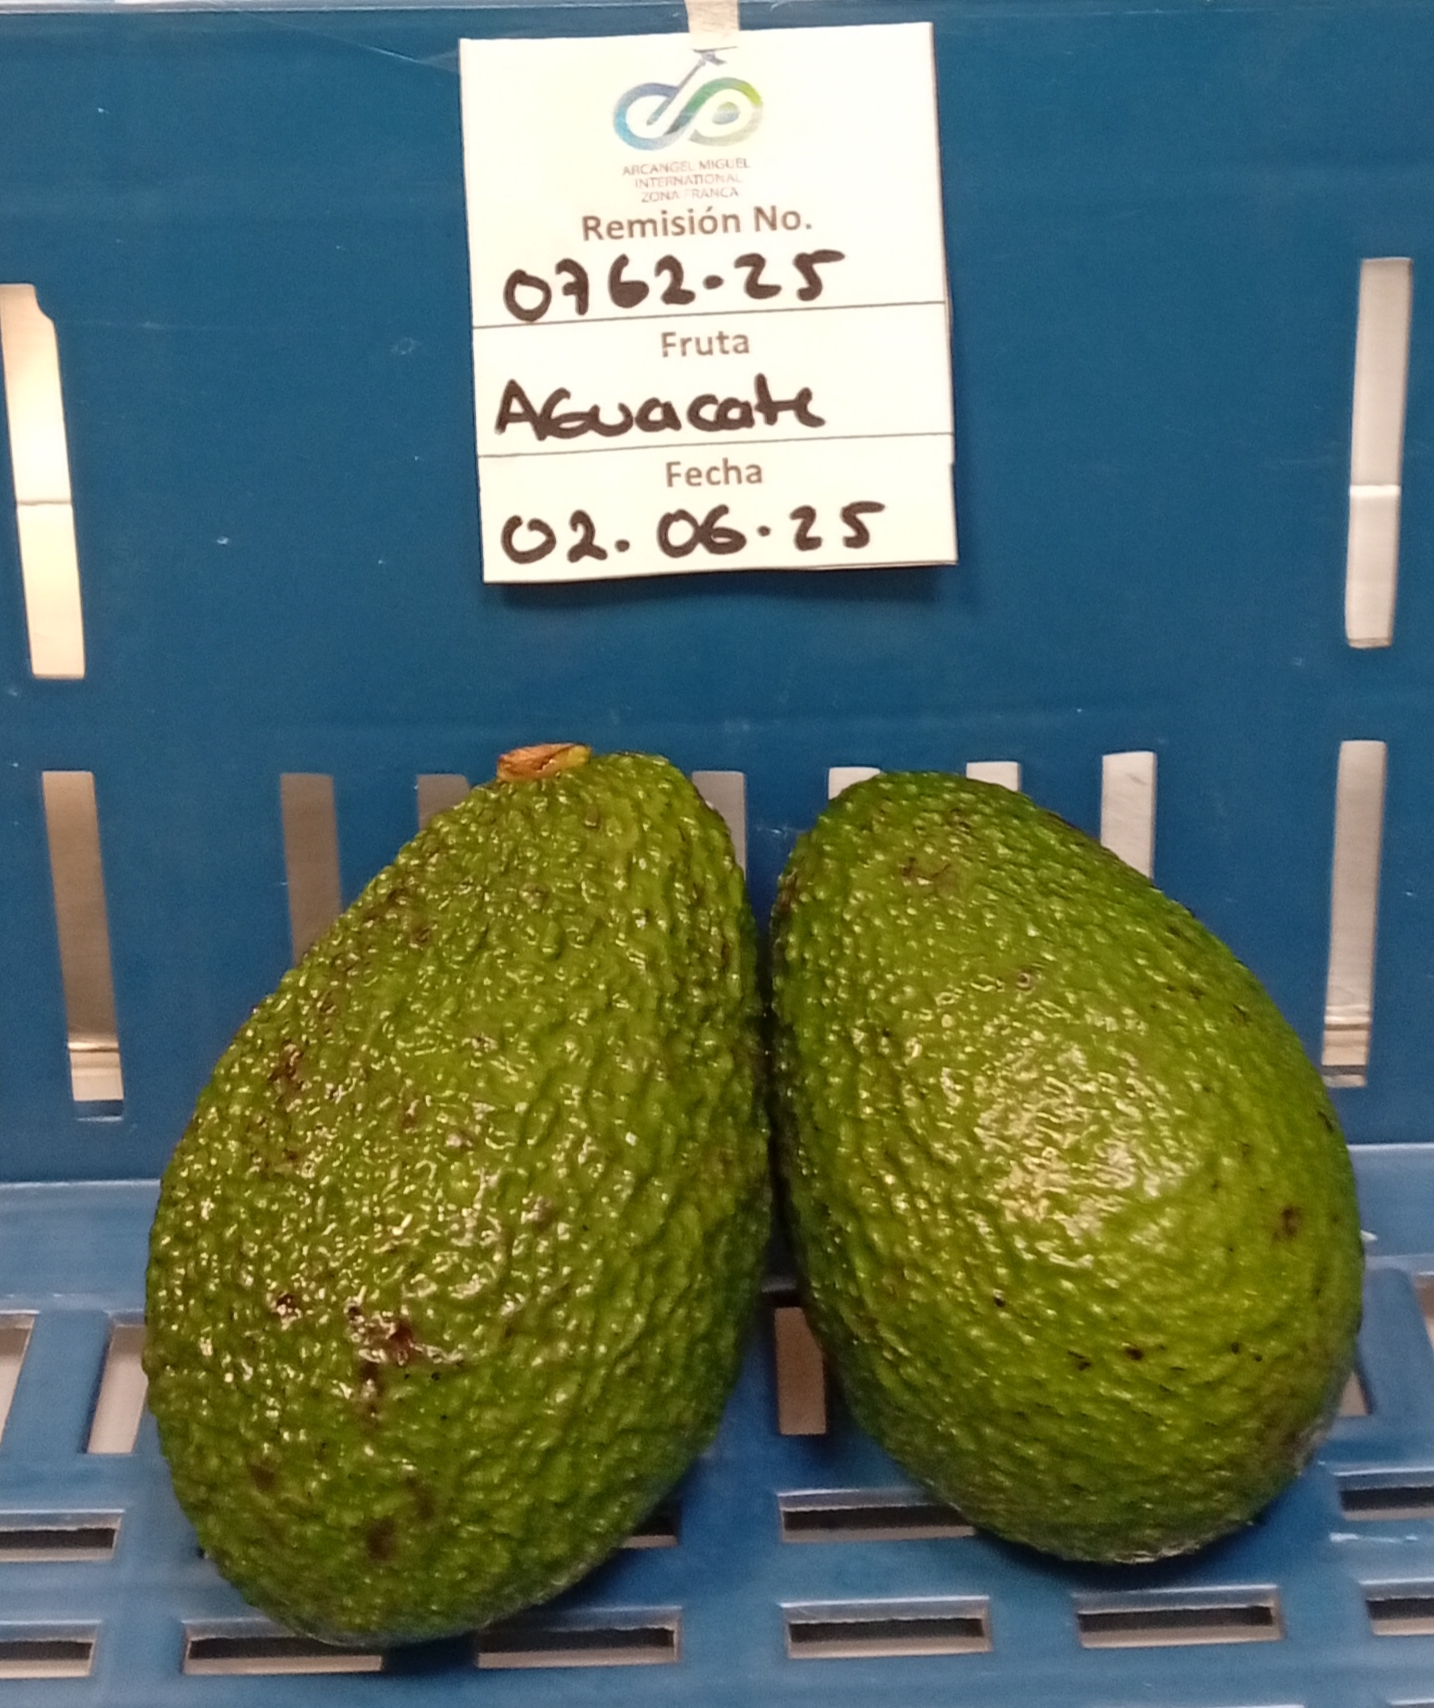 ARCANGEL MIGUEL
INTERNATIONAL
ZONA FRANCA
Remisión No.
0762.25
Fruta
AGuacate
Fecha
02.06.25